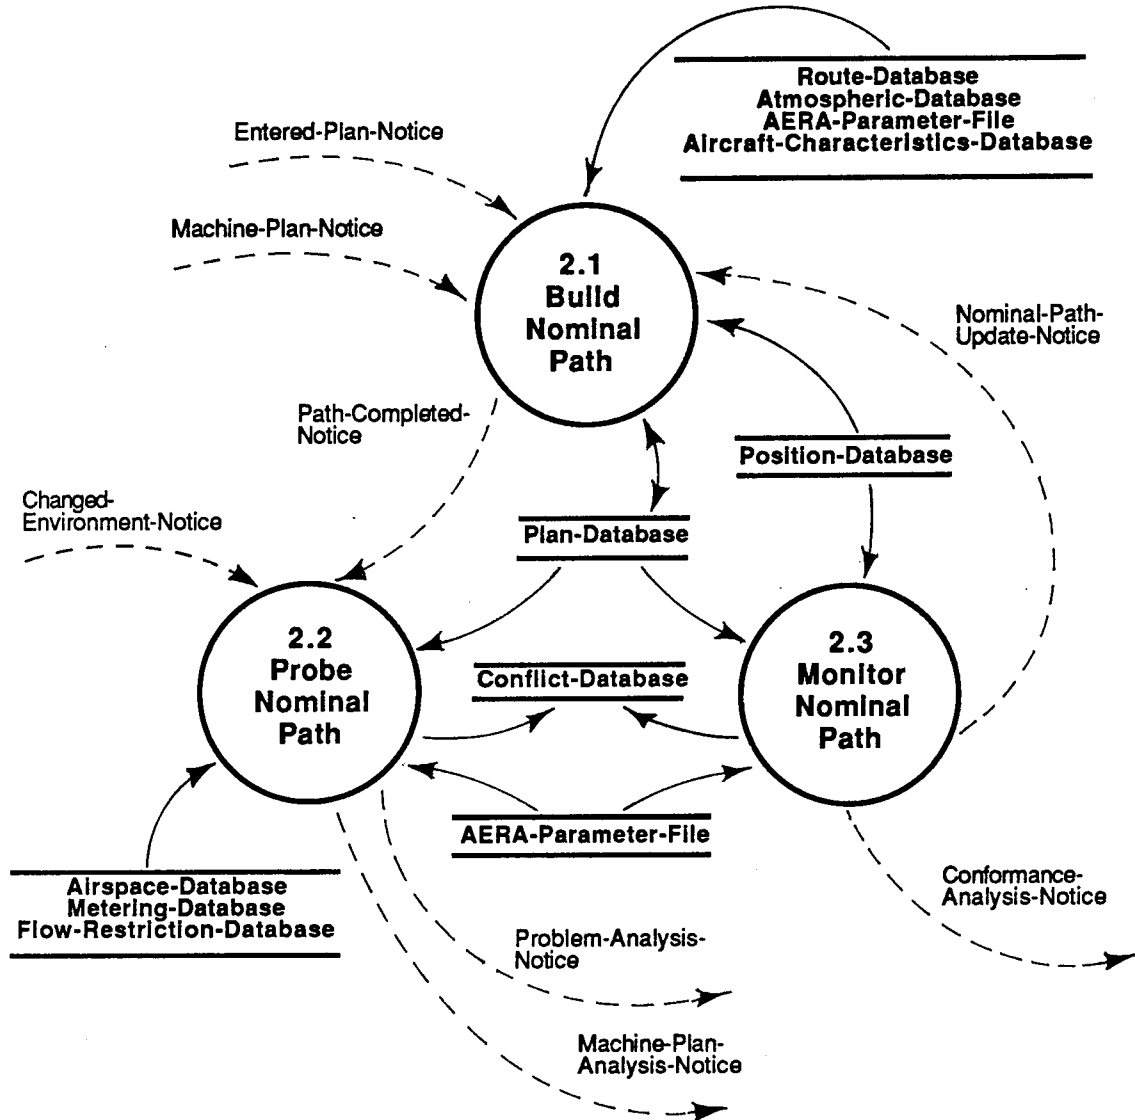 Route-Database
Atmospheric-Database
AERA-Parameter-File
Aircraft-Characteristics-Database
Entered-Plan-Notice
Machine-Plan-Notice
2.1
Build
Nominal
Path
Nominal-Path-
Update-Notice
Path-Completed-
Notice
Position-Database
Changed-
Environment-Notice
Plan-Database
2.2
Probe
Nominal
Path
Conflict-Database
2.3
Monitor
Nominal
Path
AERA-Parameter-File
Airspace-Database
Metering-Database
Flow-Restriction-Database
Conformance-
Analysis-Notice
Problem-Analysis-
Notice
Machine-Plan-
Analysis-Notice